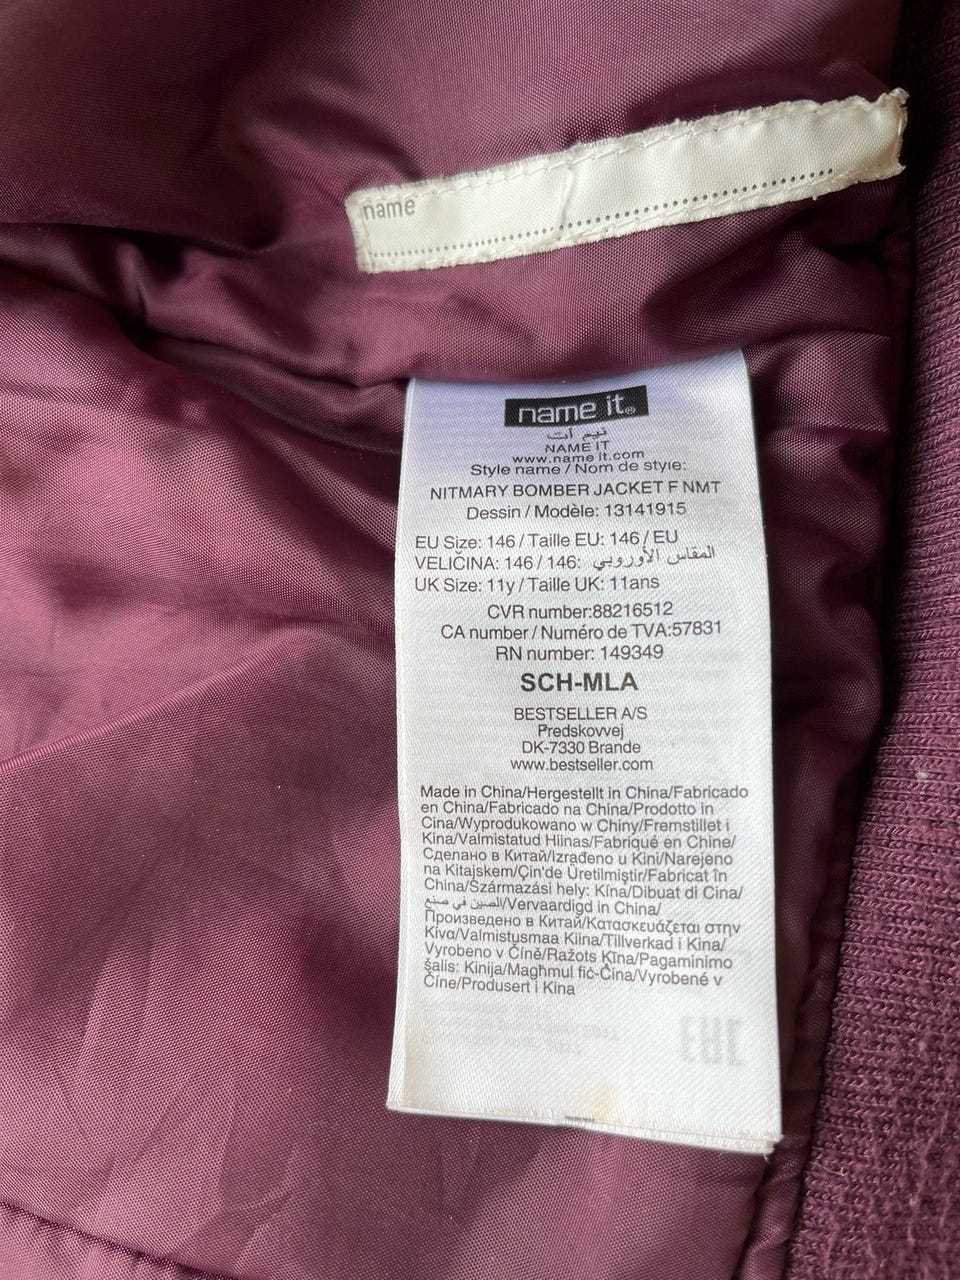 name
name it®
نيم ات
NAME IT
www.name it.com
Style name / Nom de style:
NITMARY BOMBER JACKET F NMT
Dessin / Modèle: 13141915
EU Size: 146 / Taille EU: 146 / EU
VELIČINA: 146 / 146: المقاس الأوروبي
UK Size: 11y / Taille UK: 11ans
CVR number:88216512
CA number / Numéro de TVA:57831
RN number: 149349
SCH-MLA
BESTSELLER A/S
Fredskovvej
DK-7330 Brande
www.bestseller.com
Made in China/Hergestellt in China/Fabricado
en China/Fabricado na China/Prodotto in
Cina/Wyprodukowano w Chiny/Fremstillet i
Kina/Valmistatud Hiinas/Fabriqué en Chine/
Сделано в Китай/Izrađeno u Kini/Narejeno
na Kitajskem/Çin'de Üretilmiştir/Fabricat în
China/Származási hely: Kína/Dibuat di Cina/
الصين في صنع/Vervaardigd in China/
Произведено в Китай/Κατασκευάζεται στην
Κίνα/Valmistusmaa Kiina/Tillverkad i Kina/
Vyrobeno v Číně/Ražots Ķīna/Pagaminimo
šalis: Kinija/Magħmul fiċ-Ċina/Vyrobené v
Číne/Produsert i Kina